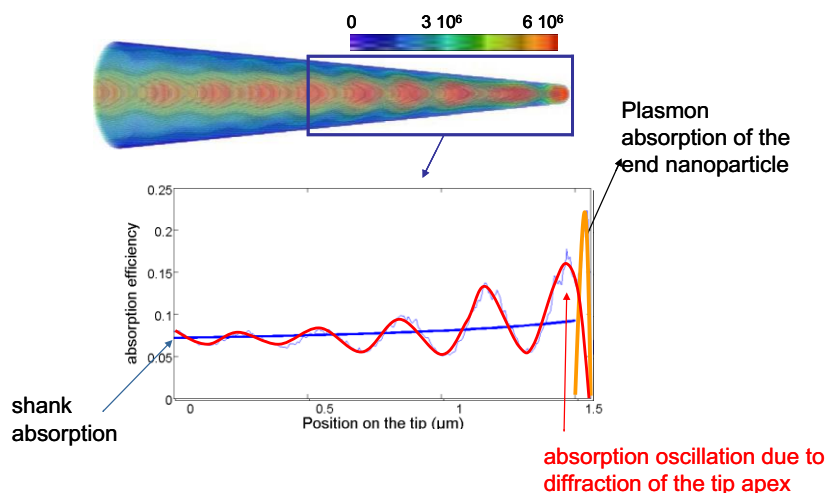 0 3 10⁶ 6 10⁶
Plasmon
absorption of the
end nanoparticle
0.25
0.2
0.15
0.1
0.05
0
absorption efficiency
0 0.5 1 1.5
Position on the tip (μm)
shank
absorption
absorption oscillation due to
diffraction of the tip apex